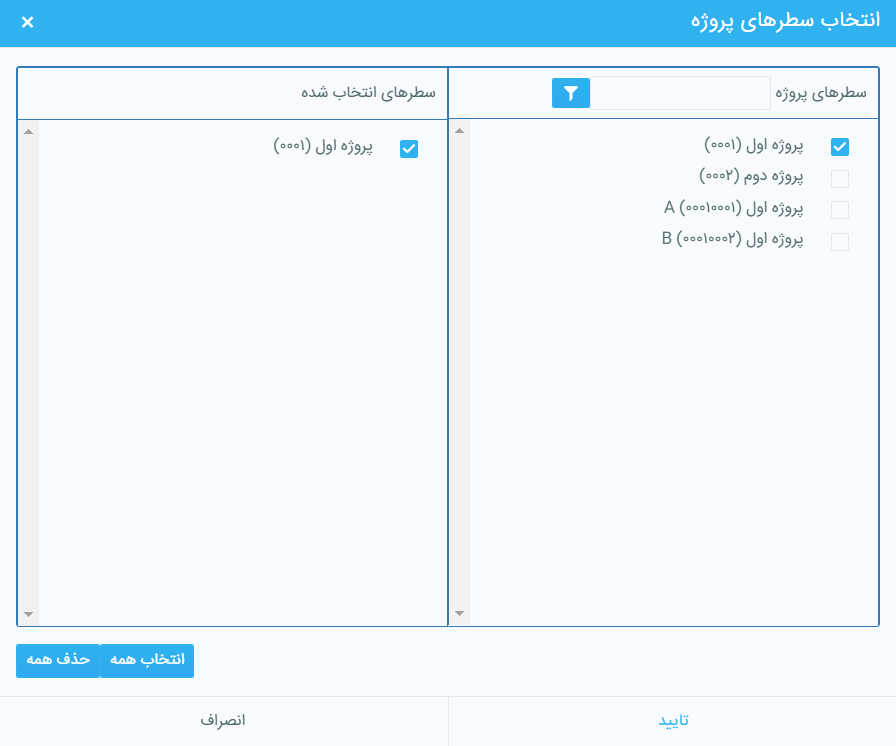 انتخاب سطرهای پروژه
سطرهای پروژه
پروژه اول (۰۰۰۱)
پروژه دوم (۰۰۰۲)
پروژه اول (۰۰۰۱۰۰۰۱) A
پروژه اول (۰۰۰۱۰۰۰۲) B
سطرهای انتخاب شده
پروژه اول (۰۰۰۱)
انتخاب همه
حذف همه
تایید
انصراف